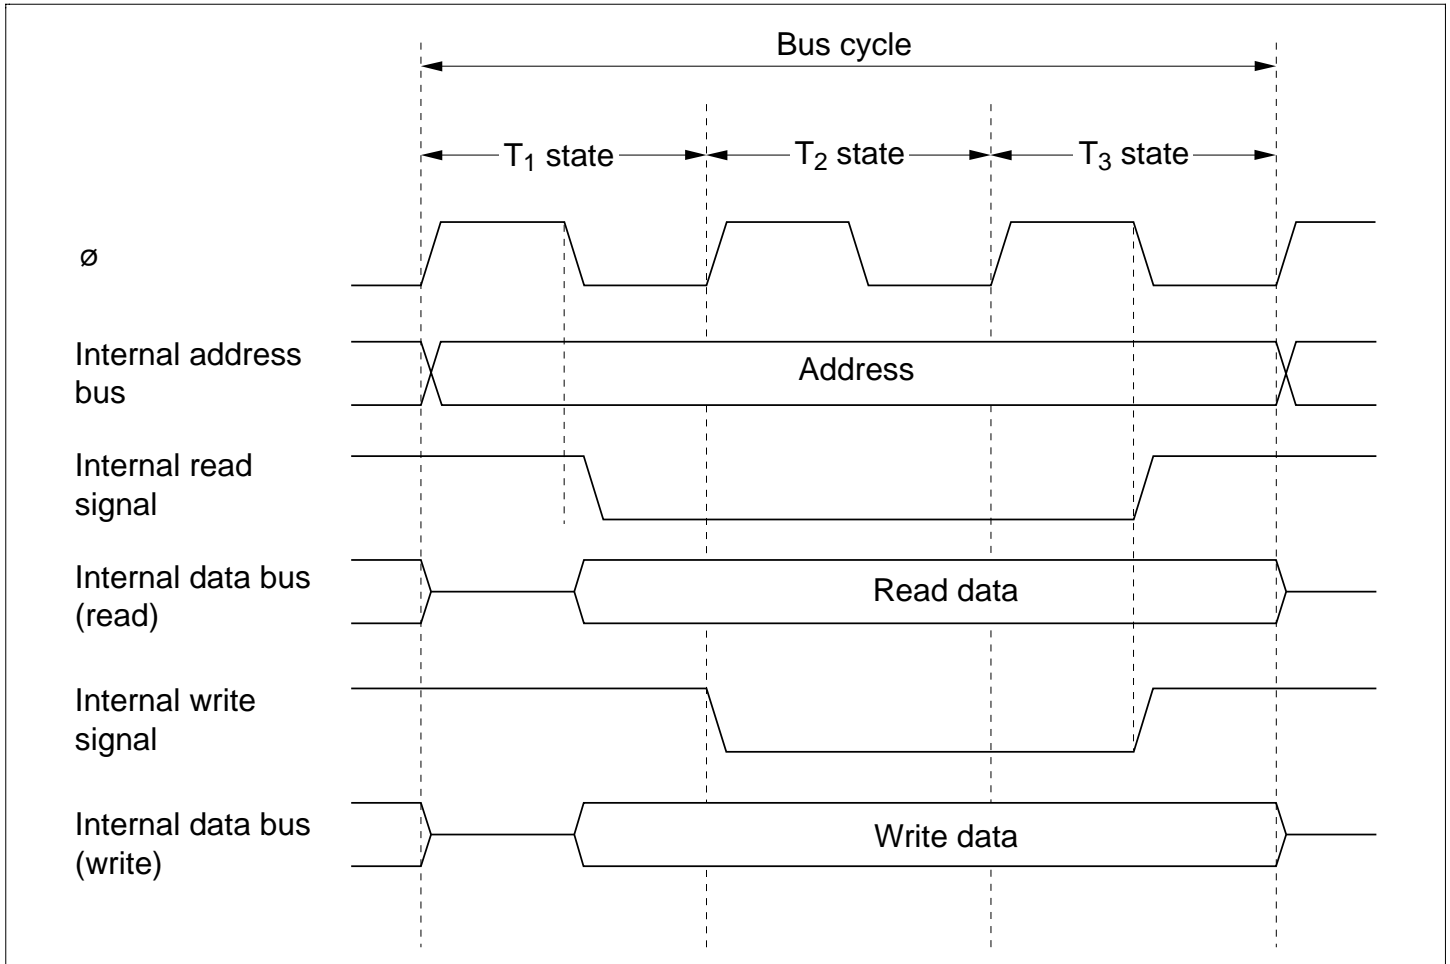 Bus cycle
T1 state
T2 state
T3 state
ø
Internal address
bus
Address
Internal read
signal
Internal data bus
(read)
Read data
Internal write
signal
Internal data bus
(write)
Write data